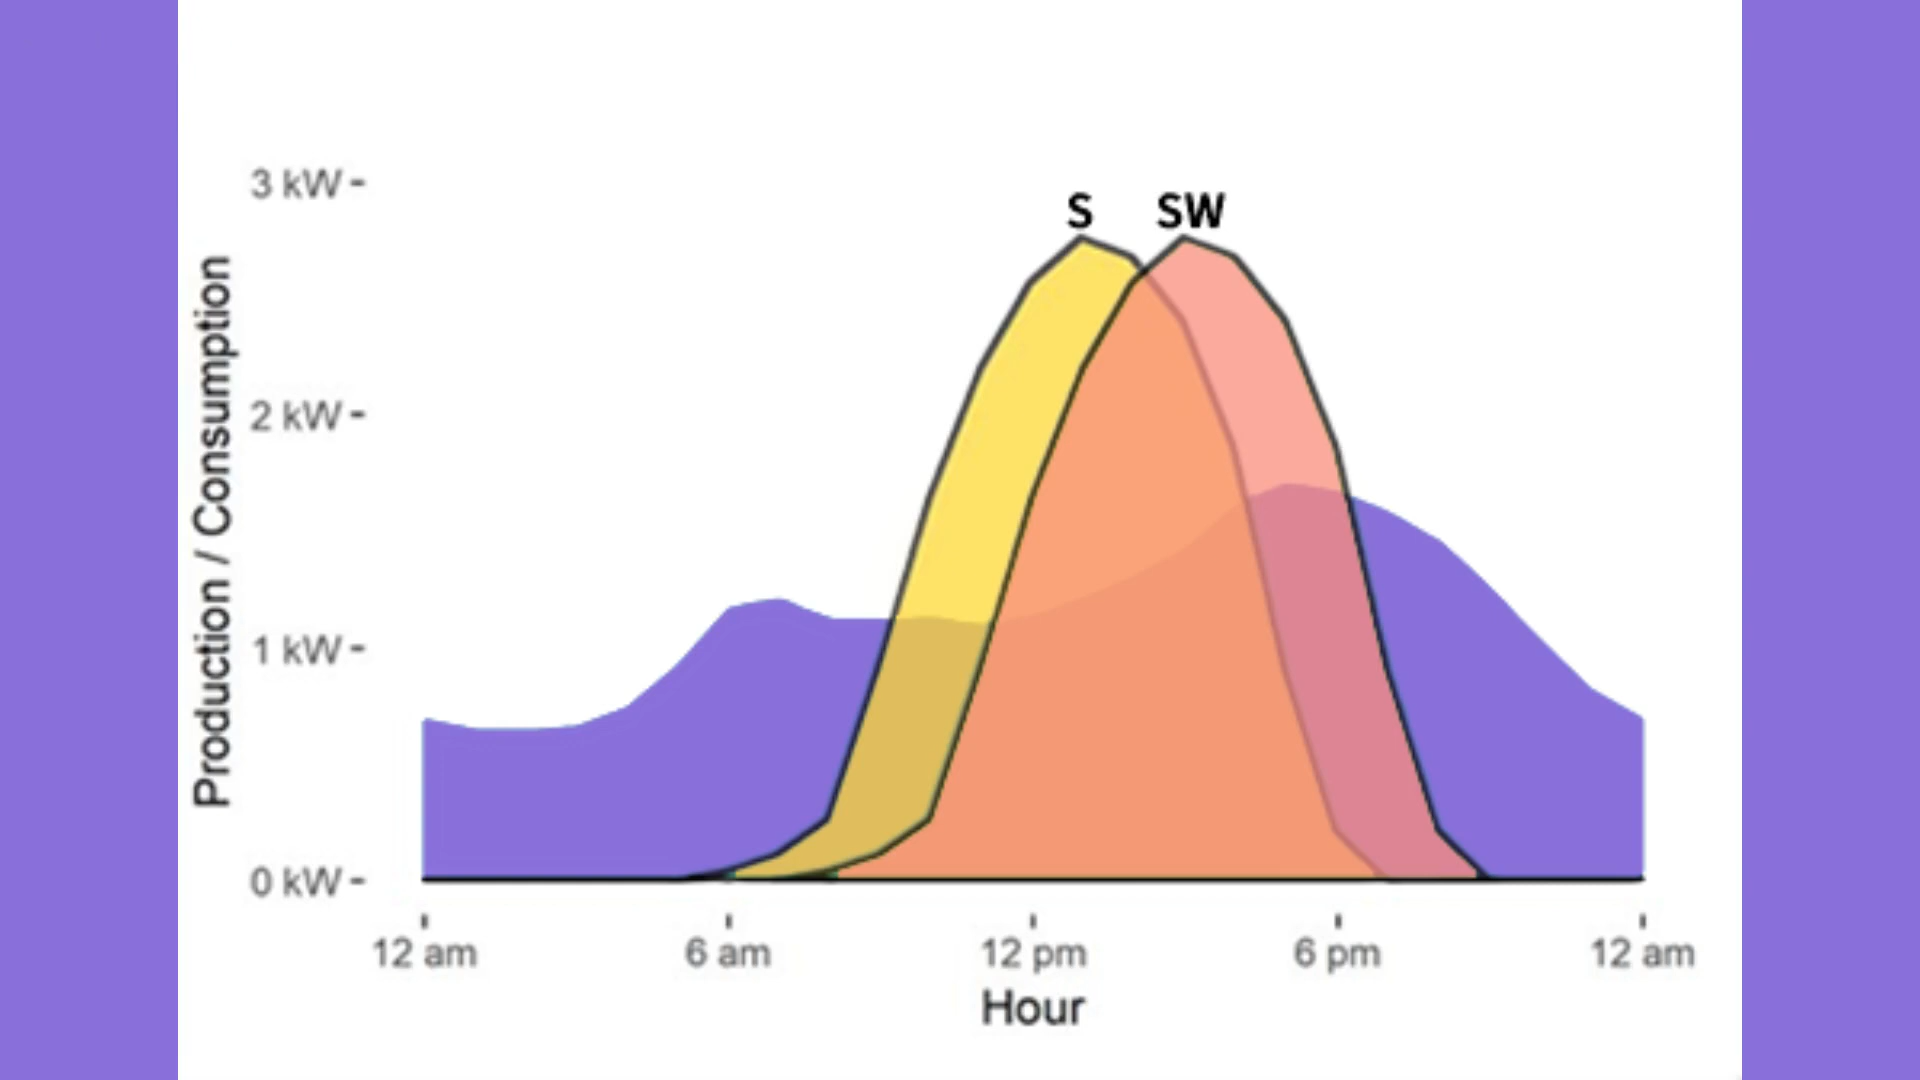 3 kW
2 kW
1 kW
0 kW
Production / Consumption
S
SW
12 am
6 am
12 pm
6 pm
12 am
Hour